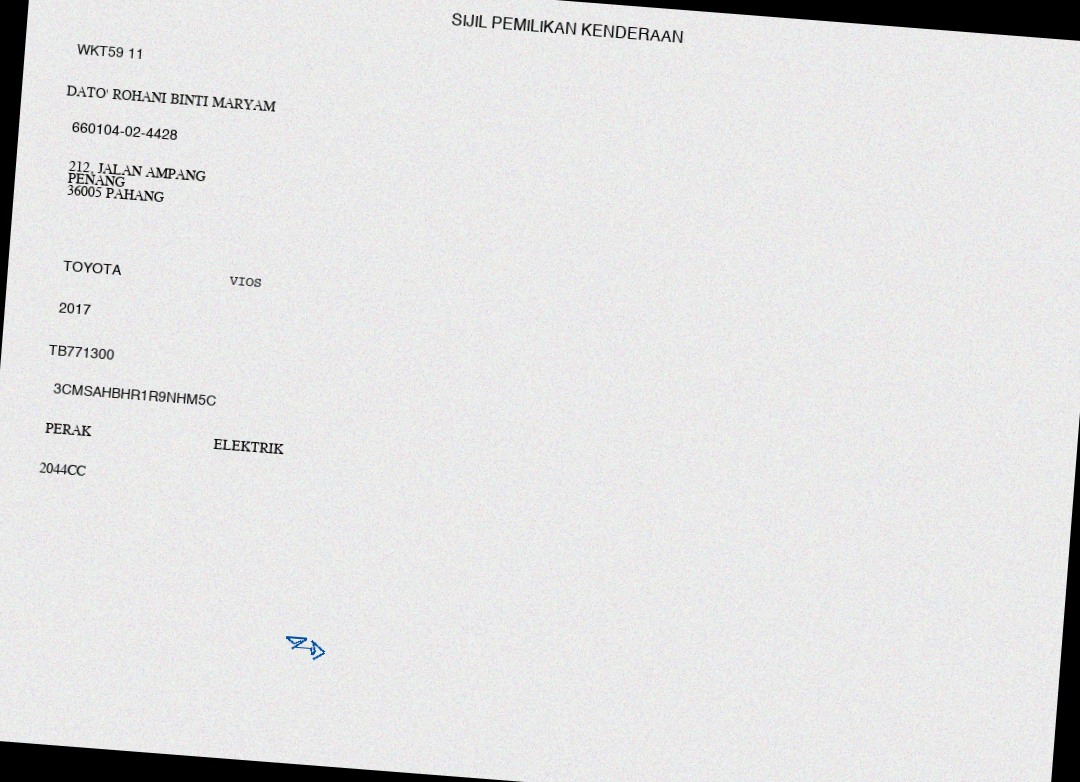 SIJIL PEMILIKAN KENDERAAN
WKT59 11
DATO' ROHANI BINTI MARYAM
660104-02-4428
212, JALAN AMPANG
PENANG
36005 PAHANG
TOYOTA VIOS
2017
TB771300
3CMSAHBHR1R9NHM5C
PERAK ELEKTRIK
2044CC